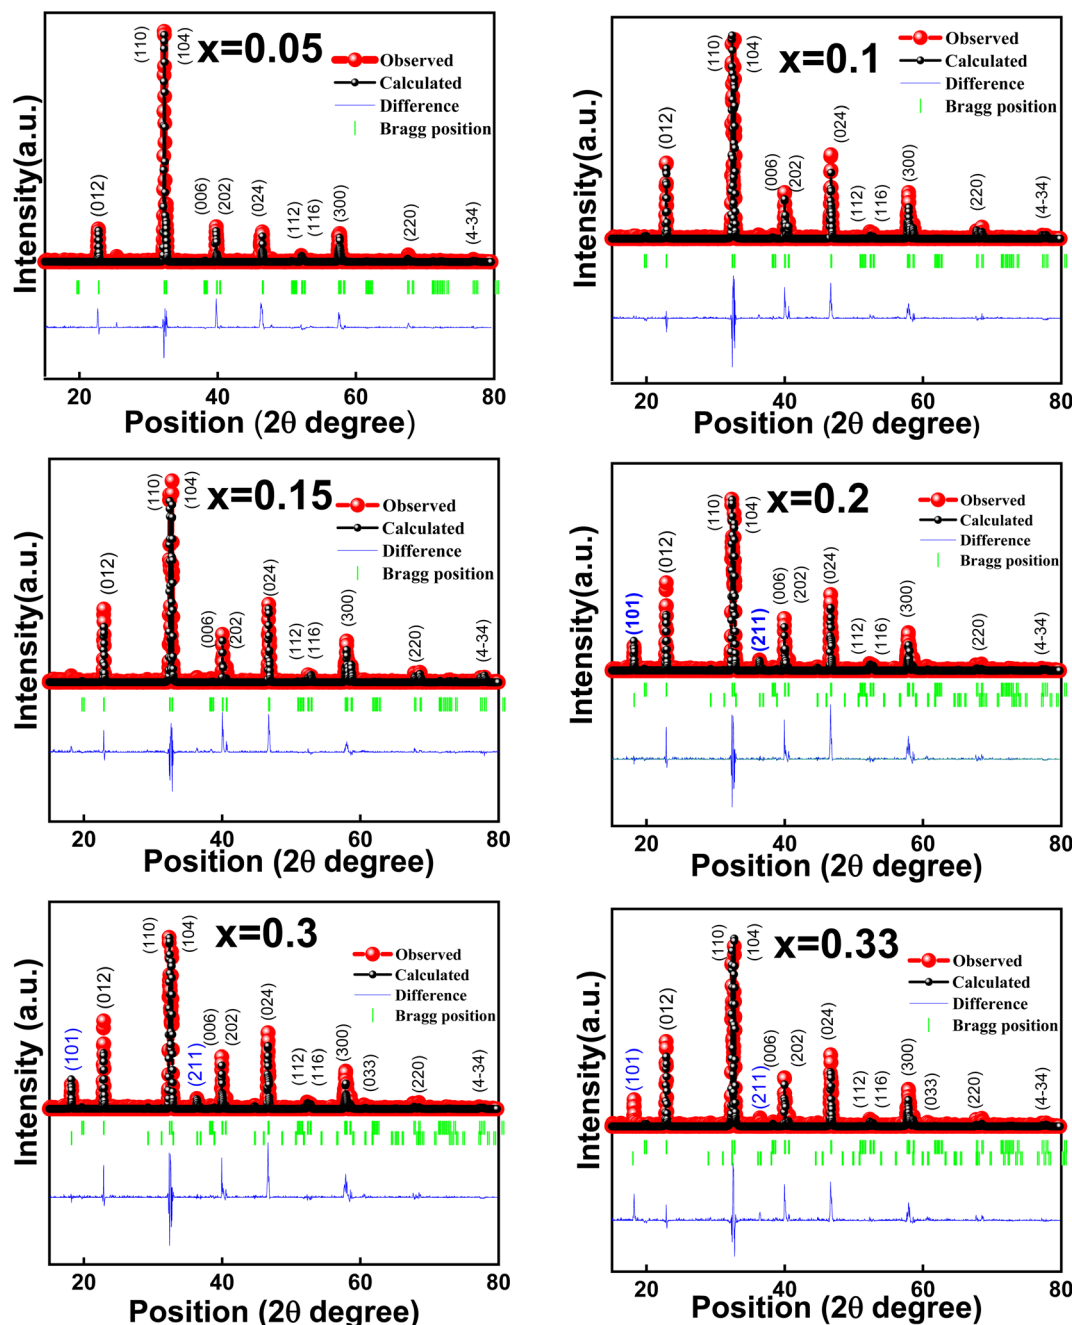 x=0.05
(110)
(104)
Observed
Calculated
Difference
Bragg position
(012)
(006)
(202)
(024)
(112)
(116)
(300)
(220)
(4-34)
Intensity(a.u.)
20 40 60 80
Position (2θ degree)
x=0.1
(110)
(104)
Observed
Calculated
Difference
Bragg position
(012)
(006)
(202)
(024)
(112)
(116)
(300)
(220)
(4-34)
Intensity(a.u.)
20 40 60 80
Position (2θ degree)
x=0.15
(110)
(104)
Observed
Calculated
Difference
Bragg position
(012)
(006)
(202)
(024)
(112)
(116)
(300)
(220)
(4-34)
Intensity(a.u.)
20 40 60 80
Position (2θ degree)
x=0.2
(110)
(104)
Observed
Calculated
Difference
Bragg position
(101)
(012)
(211)
(006)
(202)
(024)
(112)
(116)
(300)
(220)
(4-34)
Intensity(a.u.)
20 40 60 80
Position (2θ degree)
x=0.3
(110)
(104)
Observed
Calculated
Difference
Bragg position
(101)
(012)
(211)
(006)
(202)
(024)
(112)
(116)
(300)
(033)
(220)
(4-34)
Intensity (a.u.)
20 40 60 80
Position (2θ degree)
x=0.33
(110)
(104)
Observed
Calculated
Difference
Bragg position
(101)
(012)
(211)
(006)
(202)
(024)
(112)
(116)
(300)
(033)
(220)
(4-34)
Intensity(a.u.)
20 40 60 80
Position (2θ degree)